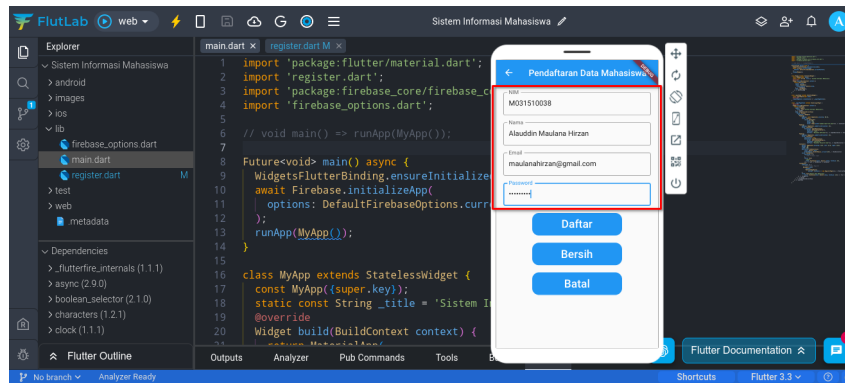 FlutLab web Sistem Informasi Mahasiswa A
Explorer
Sistem Informasi Mahasiswa
android
images
ios
lib
firebase_options.dart
main.dart
register.dart M
test
web
.metadata
Dependencies
_flutterfire_internals (1.1.1)
async (2.9.0)
boolean_selector (2.1.0)
characters (1.2.1)
clock (1.1.1)
Flutter Outline
1
main.dart × register.dart M ×
1 import 'package:flutter/material.dart';
2 import 'register.dart';
3 import 'package:firebase_core/firebase_c
4 import 'firebase_options.dart';
5
6 // void main() => runApp(MyApp());
7
8 Future<void> main() async {
9 WidgetsFlutterBinding.ensureInitialize
10 await Firebase.initializeApp(
11 options: DefaultFirebaseOptions.curr
12 );
13 runApp(MyApp());
14 }
15
16 class MyApp extends StatelessWidget {
17 const MyApp({super.key});
18 static const String _title = 'Sistem I
19 @override
20 Widget build(BuildContext context) {
21 return MaterialApp(
Outputs Analyzer Pub Commands Tools
Pendaftaran Data Mahasiswa
DEBUG
NIM
M031510038
Nama
Alauddin Maulana Hirzan
Email
maulanahirzan@gmail.com
Password
Daftar
Bersih
Batal
Flutter Documentation
No branch Analyzer Ready Shortcuts Flutter 3.3